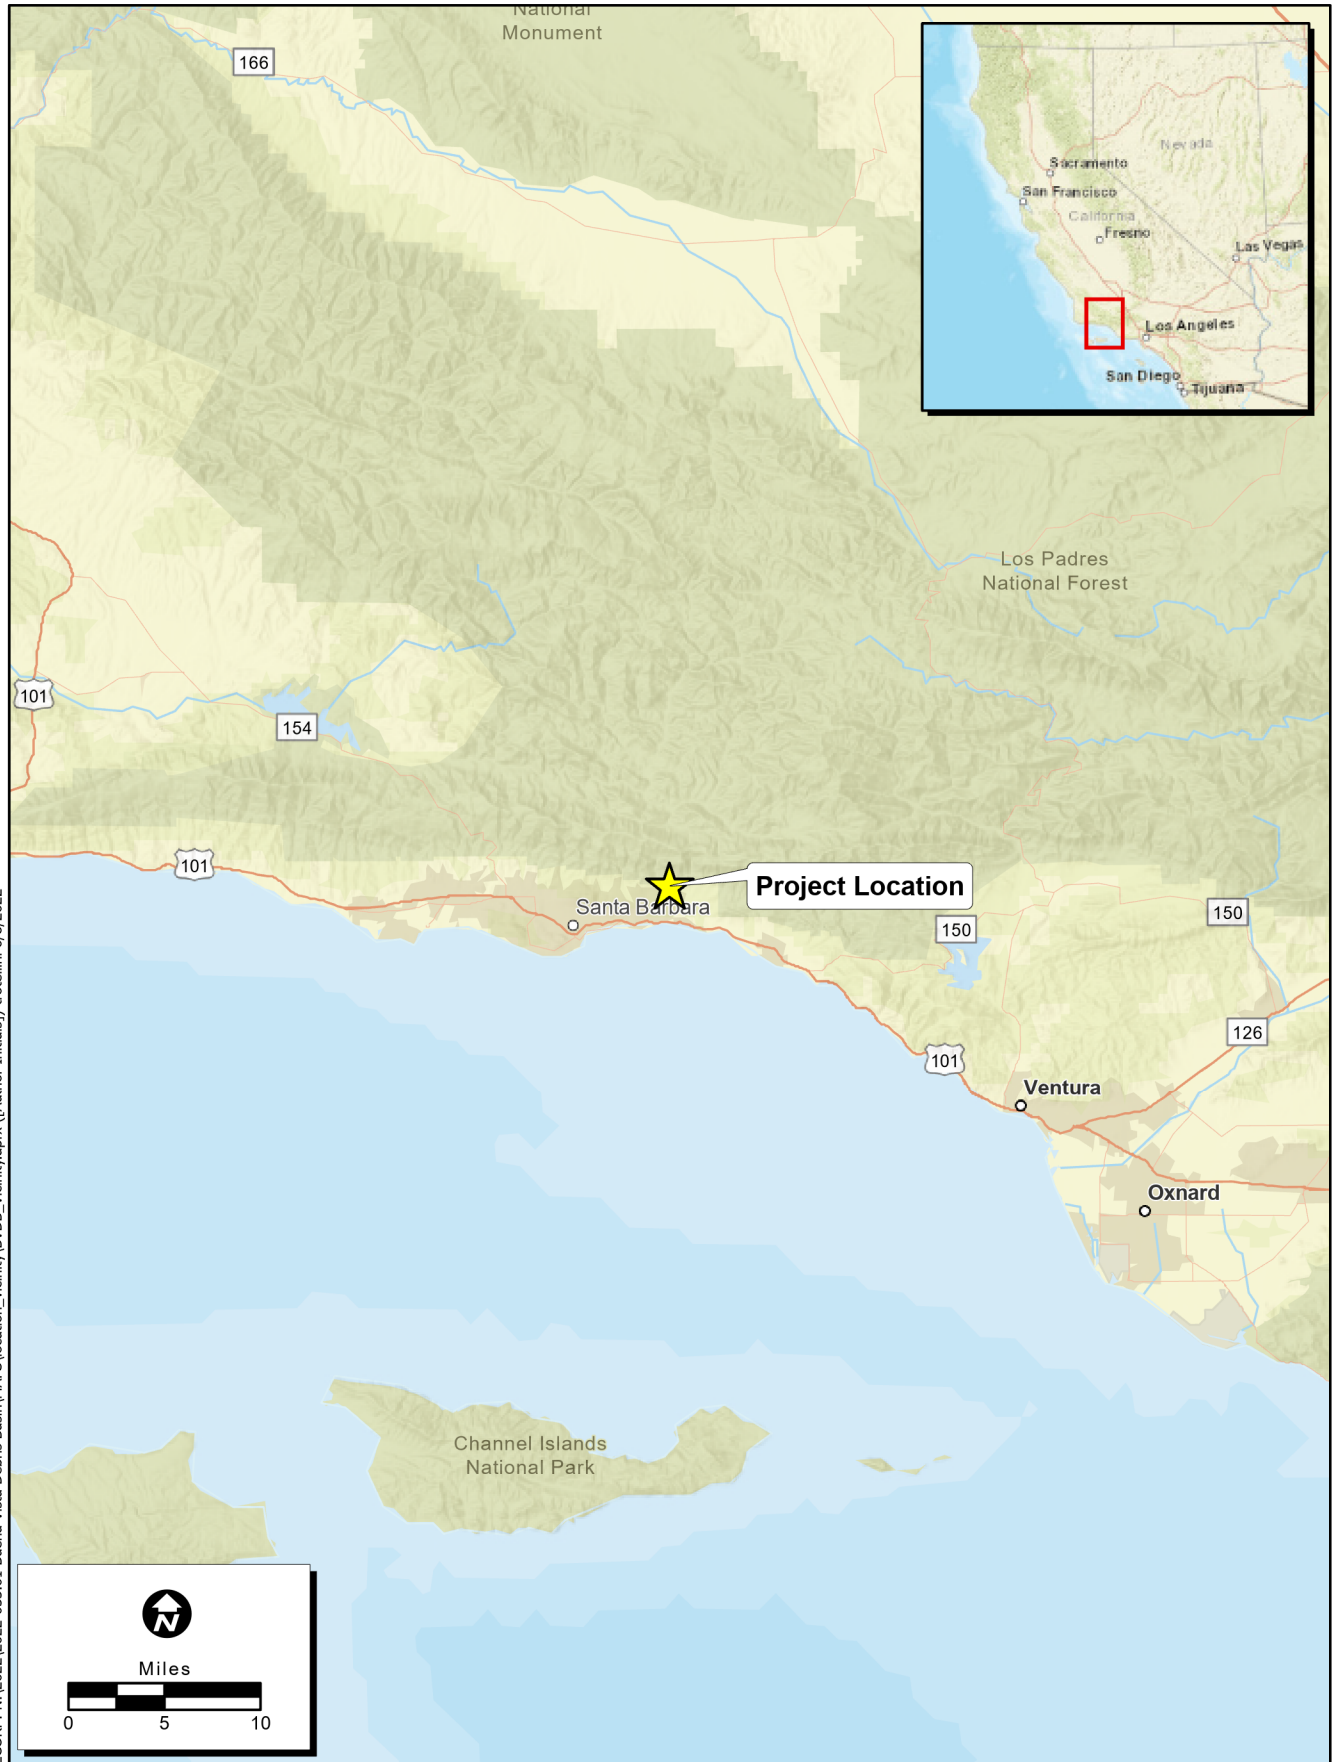 National
Monument
166
Nevada
Sacramento
San Francisco
California
Fresno
Las Vegas
Los Angeles
San Diego
Tijuana
Los Padres
National Forest
101
154
101
Project Location
Santa Barbara
150
150
126
101
Ventura
Oxnard
Channel Islands
National Park
N
Miles
0 5 10